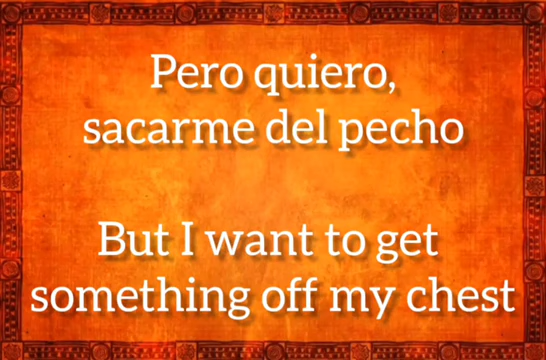 Pero quiero,
sacarme del pecho
But I want to get
something off my chest